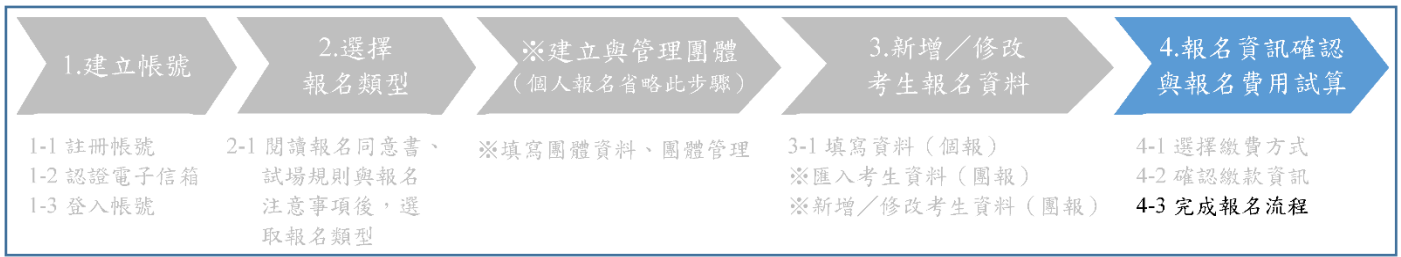 1.建立帳號
2.選擇
報名類型
※建立與管理團體
（個人報名省略此步驟）
3.新增／修改
考生報名資料
4.報名資訊確認
與報名費用試算
1-1 註冊帳號
1-2 認證電子信箱
1-3 登入帳號
2-1 閱讀報名同意書、
試場規則與報名
注意事項後，選
取報名類型
※填寫團體資料、團體管理
3-1 填寫資料（個報）
※匯入考生資料（團報）
※新增／修改考生資料（團報）
4-1 選擇繳費方式
4-2 確認繳款資訊
4-3 完成報名流程